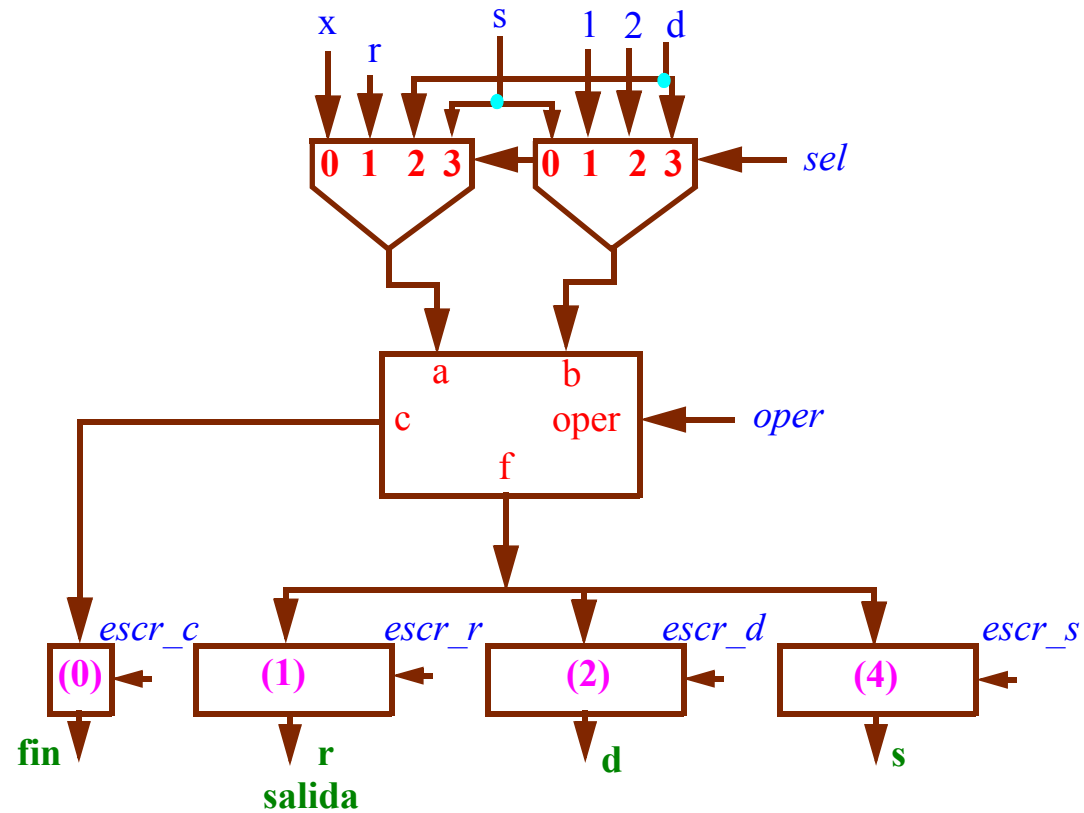 x r s 1 2 d
0 1 2 3 0 1 2 3 sel
a b
c oper oper
f
escr_c escr_r escr_d escr_s
(0) (1) (2) (4)
fin r d s
salida